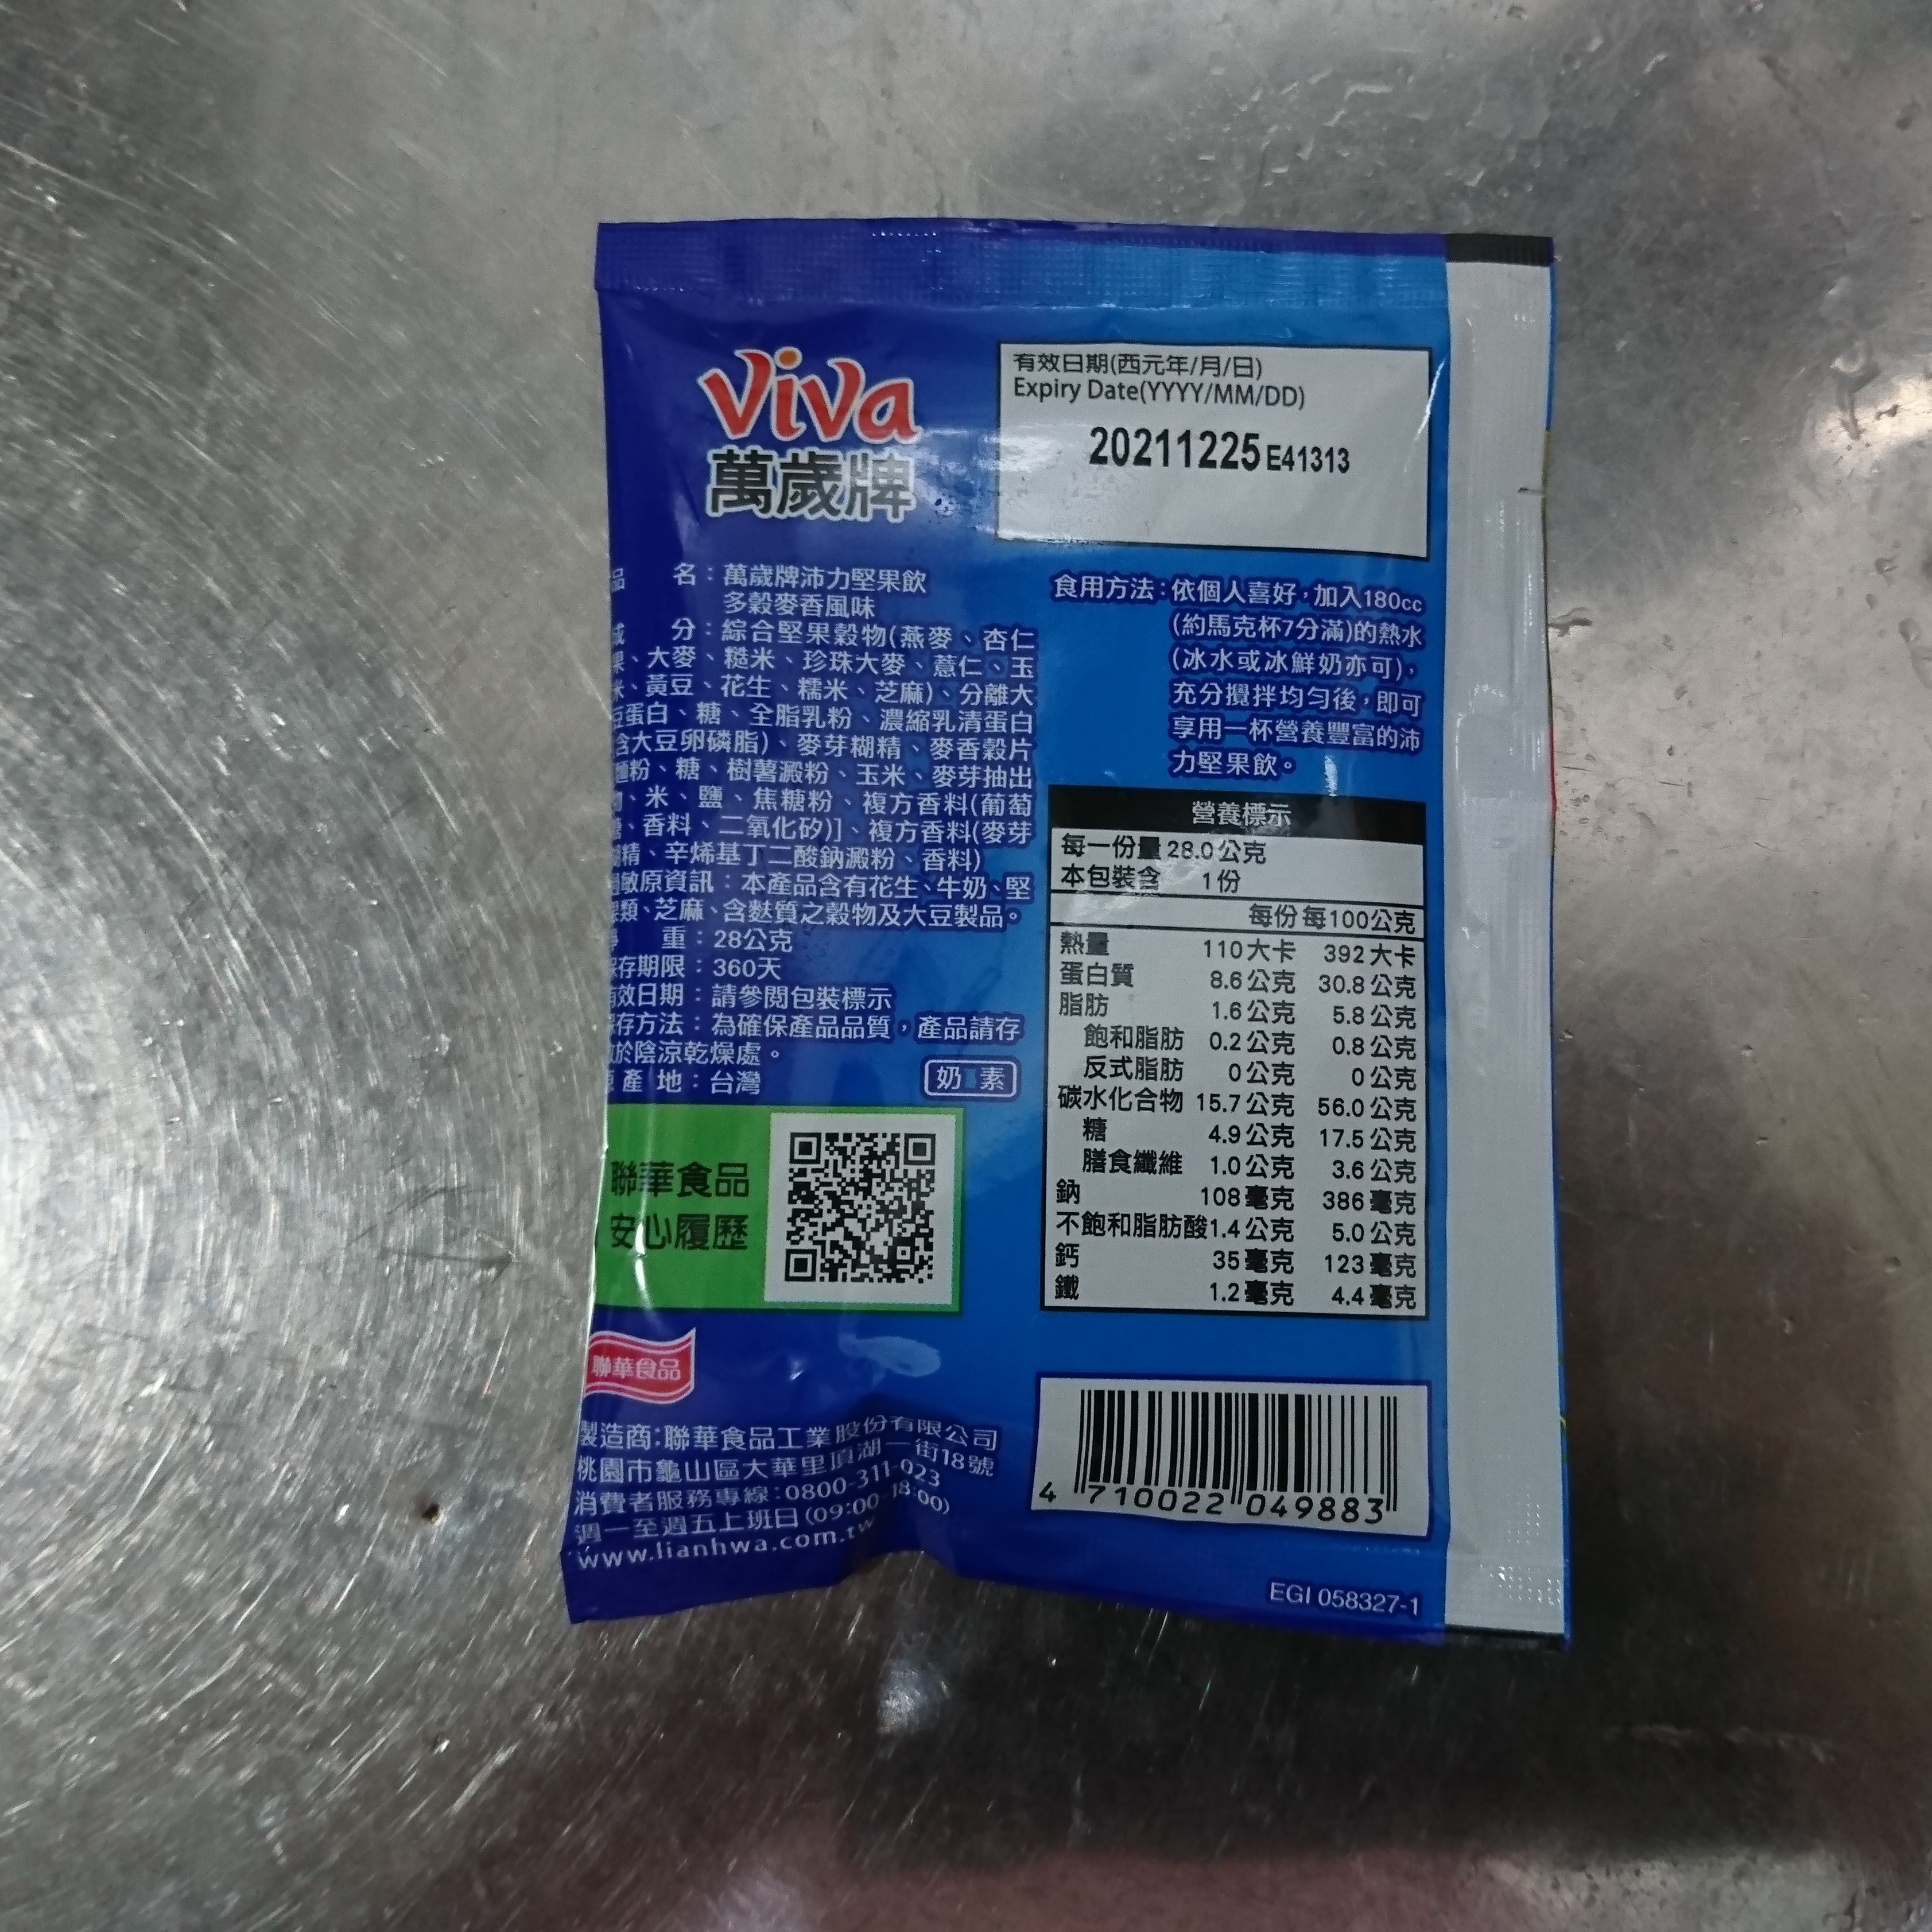 Viva
萬歲牌
有效日期(西元年/月/日)
Expiry Date(YYYY/MM/DD)
20211225 E41313
品 名：萬歲牌沛力堅果飲
多穀麥香風味
成 分：綜合堅果穀物(燕麥、杏仁
果、大麥、糙米、珍珠大麥、薏仁、玉
米、黃豆、花生、糯米、芝麻)、分離大
豆蛋白、糖、全脂乳粉、濃縮乳清蛋白
含大豆卵磷脂)、麥芽糊精、麥香穀片
麵粉、糖、樹薯澱粉、玉米、麥芽抽出
物、米、鹽、焦糖粉、複方香料(葡萄
糖、香料、二氧化矽)]、複方香料(麥芽
糊精、辛烯基丁二酸鈉澱粉、香料)
過敏原資訊：本產品含有花生、牛奶、堅
果類、芝麻、含麩質之穀物及大豆製品。
重：28公克
保存期限：360天
有效日期：請參閱包裝標示
保存方法：為確保產品品質，產品請存
放於陰涼乾燥處。
原產地：台灣
奶 素
聯華食品
安心履歷
聯華食品
製造商：聯華食品工業股份有限公司
桃園市龜山區大華里頂湖一街18號
消費者服務專線：0800-311-023
週一至週五上班日(09:00-18:00)
www.lianhwa.com.tw
食用方法：依個人喜好，加入180cc
(約馬克杯7分滿)的熱水
(冰水或冰鮮奶亦可)，
充分攪拌均勻後，即可
享用一杯營養豐富的沛
力堅果飲。
營養標示
每一份量 28.0公克
本包裝含 1份
每份 每100公克
熱量 110大卡 392大卡
蛋白質 8.6公克 30.8公克
脂肪 1.6公克 5.8公克
飽和脂肪 0.2公克 0.8公克
反式脂肪 0公克 0公克
碳水化合物 15.7公克 56.0公克
糖 4.9公克 17.5公克
膳食纖維 1.0公克 3.6公克
鈉 108毫克 386毫克
不飽和脂肪酸 1.4公克 5.0公克
鈣 35毫克 123毫克
鐵 1.2毫克 4.4毫克
4 710022 049883
EGI 058327-1